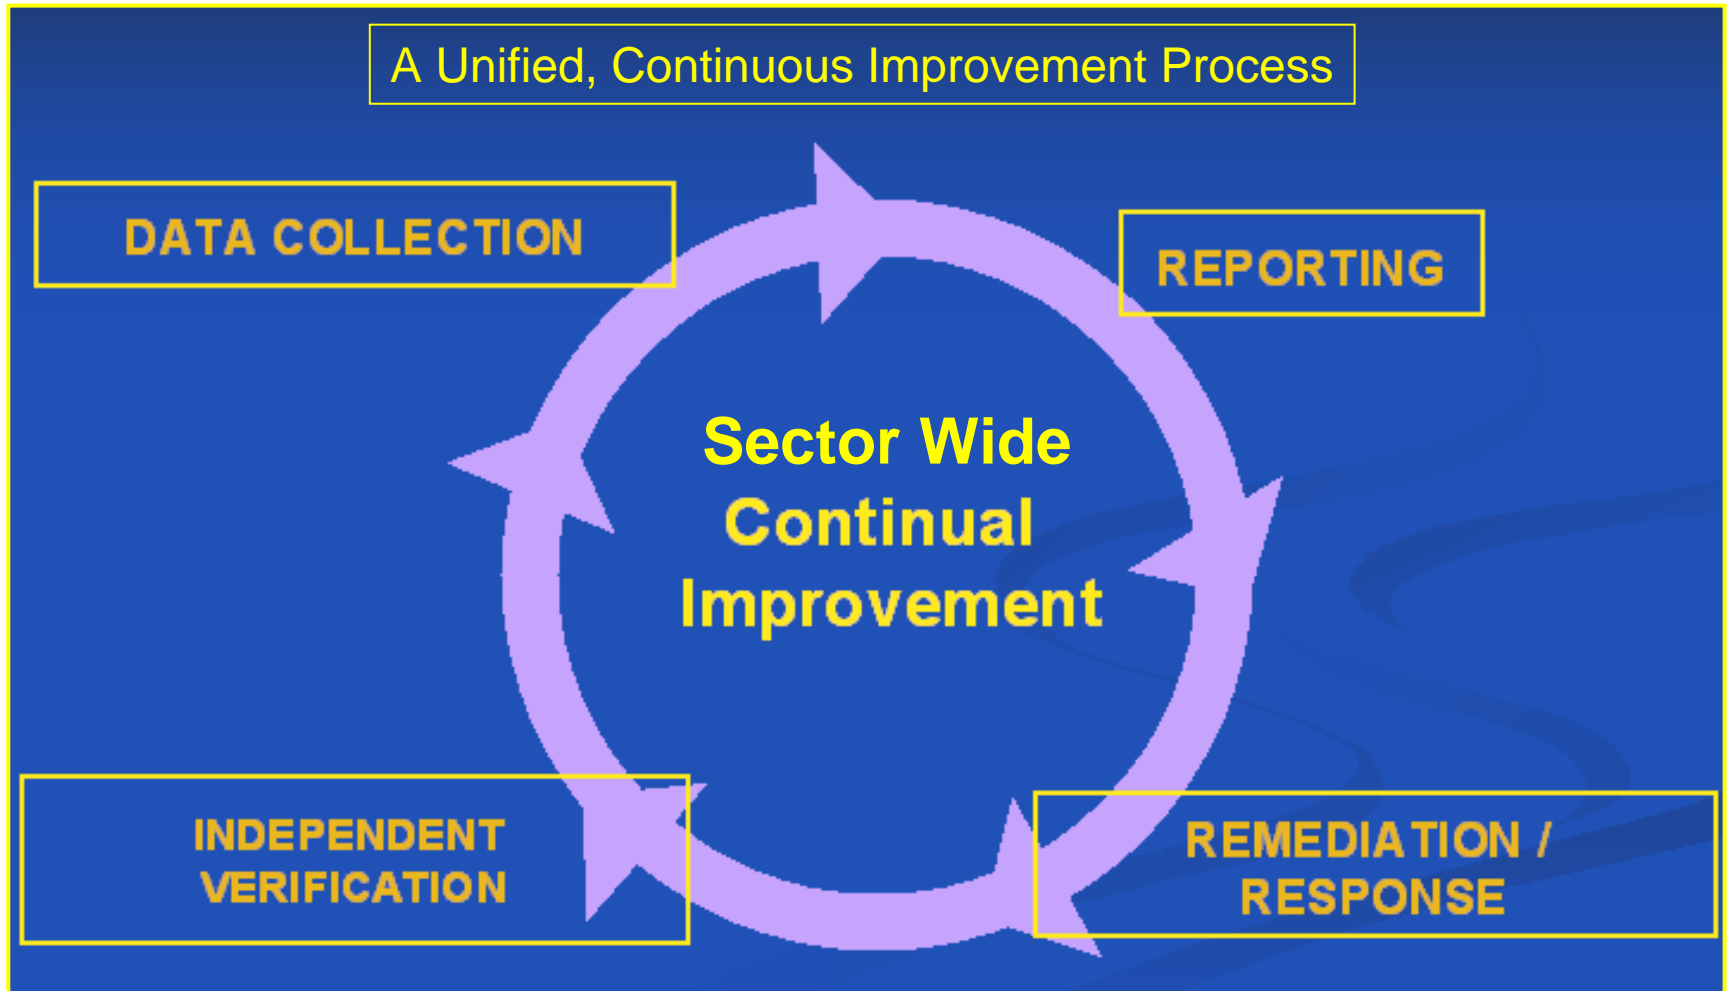 A Unified, Continuous Improvement Process
DATA COLLECTION
REPORTING
Sector Wide
Continual
Improvement
INDEPENDENT
VERIFICATION
REMEDIATION /
RESPONSE